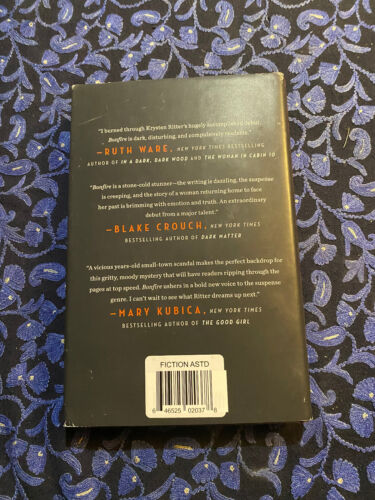 "I burned through Krysten Ritter's hugely accomplished debut.
Bonfire is dark, disturbing, and compulsively readable."
—RUTH WARE, NEW YORK TIMES BESTSELLING
AUTHOR OF IN A DARK, DARK WOOD AND THE WOMAN IN CABIN 10
"Bonfire is a stone-cold stunner—the writing is dazzling, the suspense
is creeping, and the story of a woman returning home to face
her past is brimming with emotion and truth. An extraordinary
debut from a major talent."
—BLAKE CROUCH, NEW YORK TIMES
BESTSELLING AUTHOR OF DARK MATTER
"A vicious years-old small-town scandal makes the perfect backdrop for
this gritty, moody mystery that will have readers ripping through the
pages at top speed. Bonfire ushers in a bold new voice to the suspense
genre. I can't wait to see what Ritter dreams up next."
—MARY KUBICA, NEW YORK TIMES
BESTSELLING AUTHOR OF THE GOOD GIRL
FICTION ASTD
6 46525 02037 8